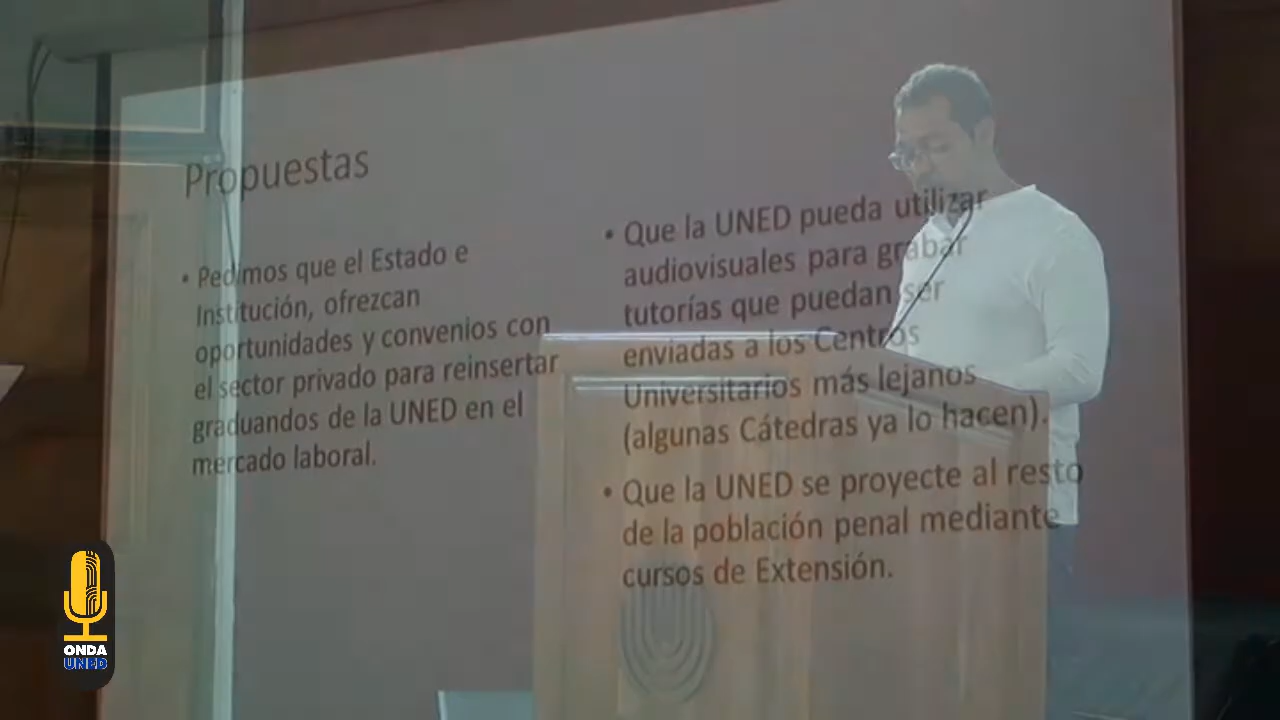 Propuestas
• Pedimos que el Estado e
Institución, ofrezcan
oportunidades y convenios con
el sector privado para reinsertar
graduandos de la UNED en el
mercado laboral.
• Que la UNED pueda utilizar
audiovisuales para grabar
tutorías que puedan ser
enviadas a los Centros
Universitarios más lejanos
(algunas Cátedras ya lo hacen).
• Que la UNED se proyecte al resto
de la población penal mediante
cursos de Extensión.
ONDA
UNED